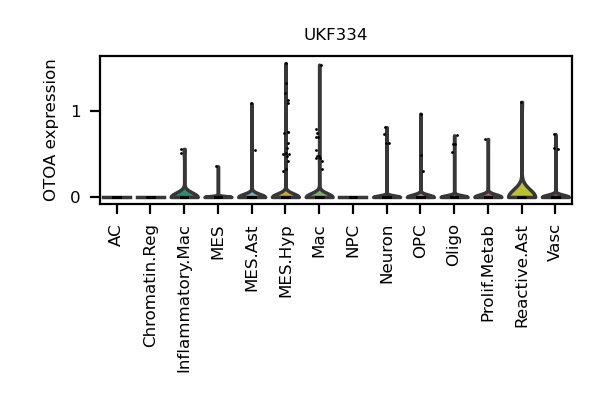 UKF334
OTOA expression
1
0
AC
Chromatin.Reg
Inflammatory.Mac
MES
MES.Ast
MES.Hyp
Mac
NPC
Neuron
OPC
Oligo
Prolif.Metab
Reactive.Ast
Vasc